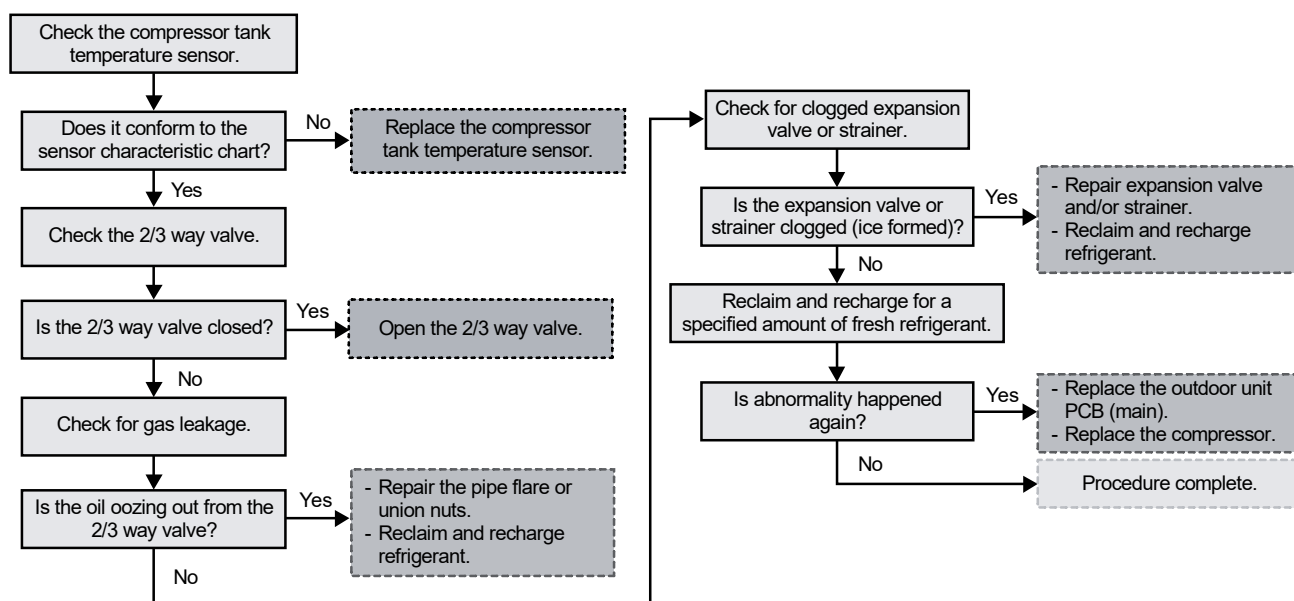 Check the compressor tank
temperature sensor.
Does it conform to the
sensor characteristic chart?
No
Replace the compressor
tank temperature sensor.
Yes
Check the 2/3 way valve.
Is the 2/3 way valve closed?
Yes
Open the 2/3 way valve.
No
Check for gas leakage.
Is the oil oozing out from the
2/3 way valve?
Yes
- Repair the pipe flare or
union nuts.
- Reclaim and recharge
refrigerant.
No
Check for clogged expansion
valve or strainer.
Is the expansion valve or
strainer clogged (ice formed)?
Yes
- Repair expansion valve
and/or strainer.
- Reclaim and recharge
refrigerant.
No
Reclaim and recharge for a
specified amount of fresh refrigerant.
Is abnormality happened
again?
Yes
- Replace the outdoor unit
PCB (main).
- Replace the compressor.
No
Procedure complete.